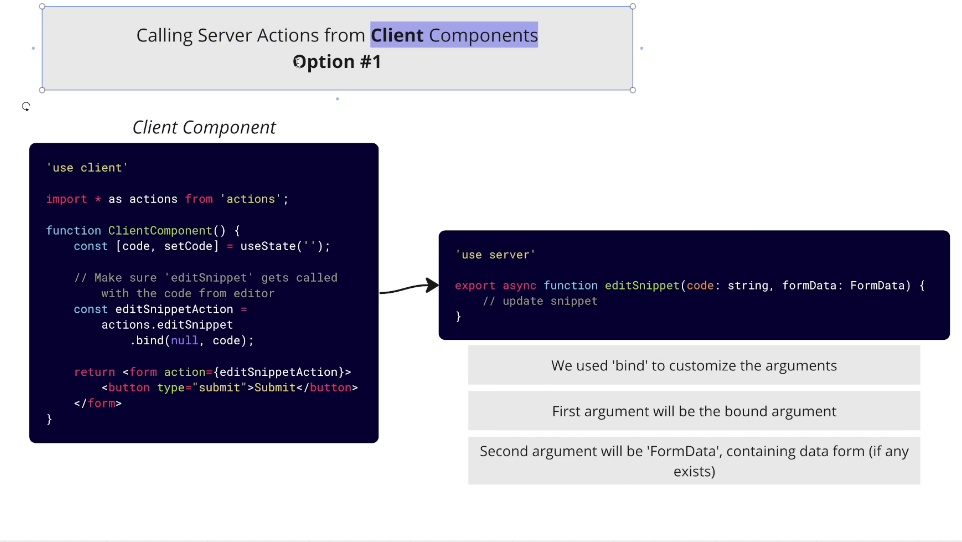 Calling Server Actions from Client Components
Option #1
Client Component
'use client'
import * as actions from 'actions';
function ClientComponent() {
const [code, setCode] = useState('');
// Make sure 'editSnippet' gets called
with the code from editor
const editSnippetAction =
actions.editSnippet
.bind(null, code);
return <form action={editSnippetAction}>
<button type="submit">Submit</button>
</form>
}
'use server'
export async function editSnippet(code: string, formData: FormData) {
// update snippet
}
We used 'bind' to customize the arguments
First argument will be the bound argument
Second argument will be 'FormData', containing data form (if any
exists)